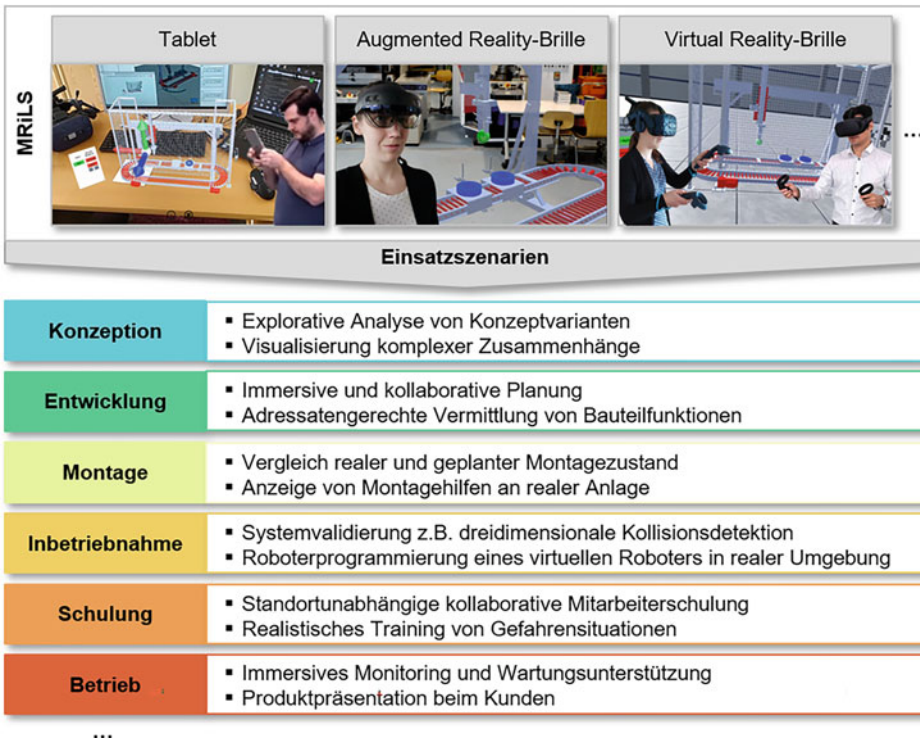 MRiLS
Tablet
Augmented Reality-Brille
Virtual Reality-Brille
...
Einsatzszenarien
Konzeption
▪ Explorative Analyse von Konzeptvarianten
▪ Visualisierung komplexer Zusammenhänge
Entwicklung
▪ Immersive und kollaborative Planung
▪ Adressatengerechte Vermittlung von Bauteilfunktionen
Montage
▪ Vergleich realer und geplanter Montagezustand
▪ Anzeige von Montagehilfen an realer Anlage
Inbetriebnahme
▪ Systemvalidierung z.B. dreidimensionale Kollisionsdetektion
▪ Roboterprogrammierung eines virtuellen Roboters in realer Umgebung
Schulung
▪ Standortunabhängige kollaborative Mitarbeiterschulung
▪ Realistisches Training von Gefahrensituationen
Betrieb
▪ Immersives Monitoring und Wartungsunterstützung
▪ Produktpräsentation beim Kunden
...